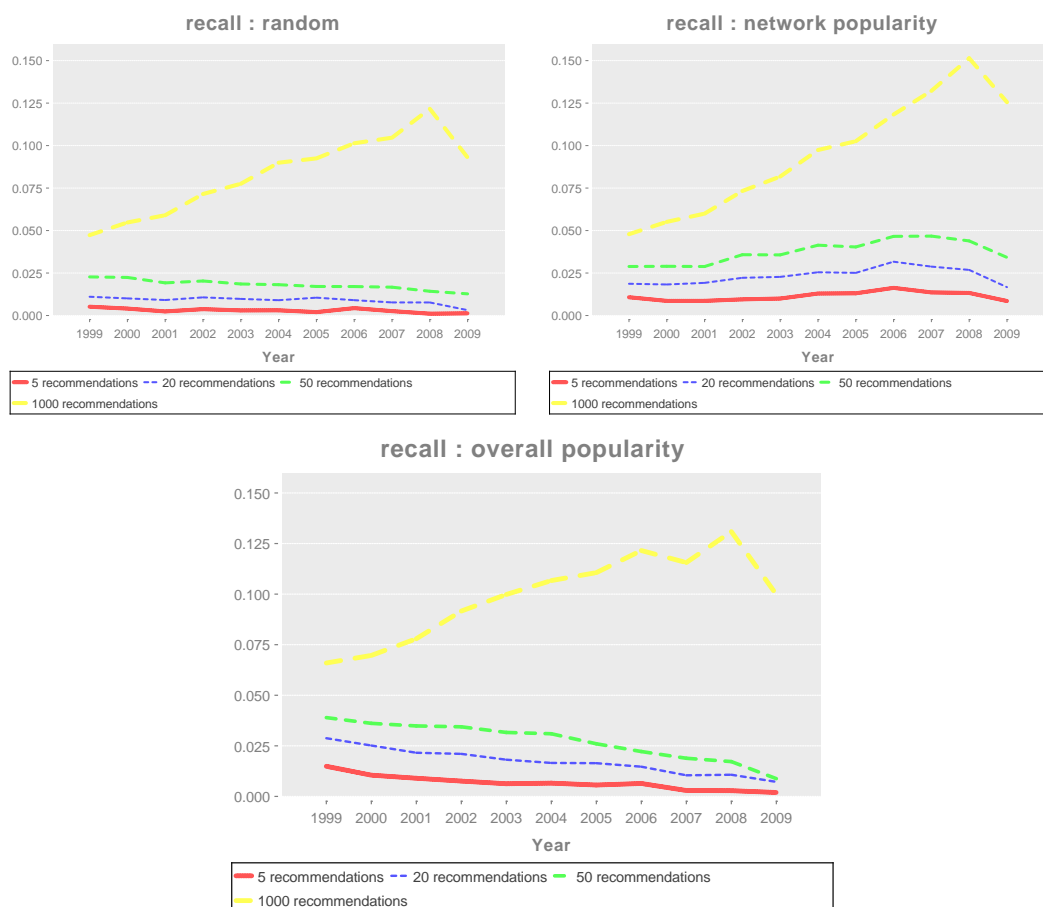 recall : random
0.150
0.125
0.100
0.075
0.050
0.025
0.000
1999 2000 2001 2002 2003 2004 2005 2006 2007 2008 2009
Year
5 recommendations 20 recommendations 50 recommendations
1000 recommendations
recall : network popularity
0.150
0.125
0.100
0.075
0.050
0.025
0.000
1999 2000 2001 2002 2003 2004 2005 2006 2007 2008 2009
Year
5 recommendations 20 recommendations 50 recommendations
1000 recommendations
recall : overall popularity
0.150
0.125
0.100
0.075
0.050
0.025
0.000
1999 2000 2001 2002 2003 2004 2005 2006 2007 2008 2009
Year
5 recommendations 20 recommendations 50 recommendations
1000 recommendations